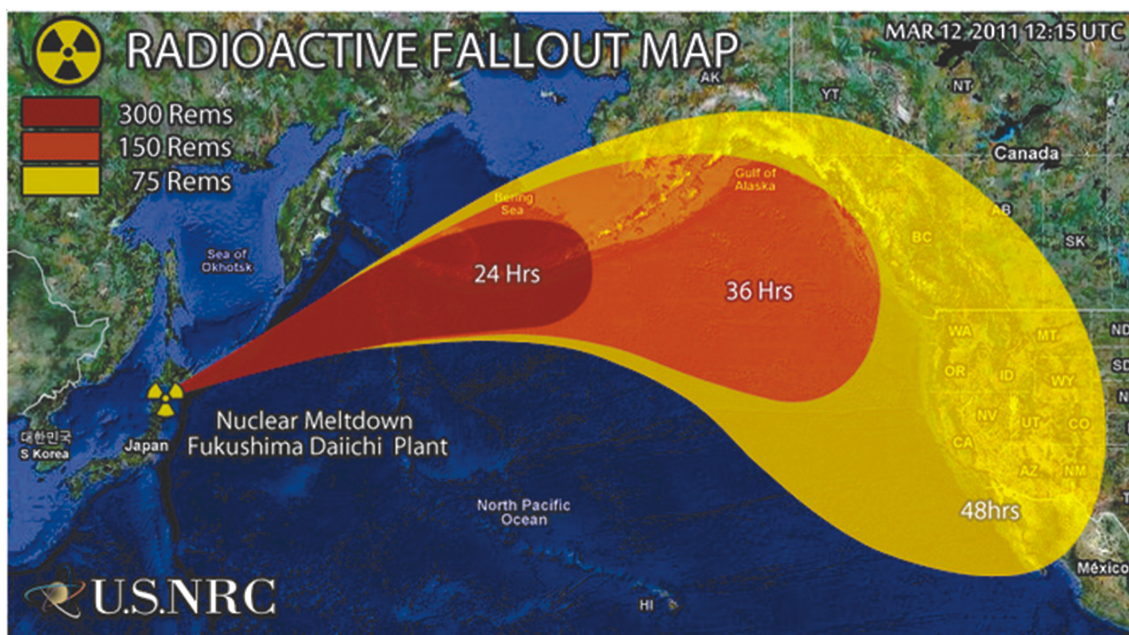 RADIOACTIVE FALLOUT MAP
MAR 12 2011 12:15 UTC
300 Rems
150 Rems
75 Rems
AK
YT
NT
Canada
Gulf of
Alaska
Bering
Sea
AB
SK
BC
Sea of
Okhotsk
24 Hrs
36 Hrs
WA
MT
ND
OR
ID
WY
SD
NV
UT
CO
CA
AZ
NM
Nuclear Meltdown
Fukushima Daiichi Plant
대한민국
S Korea
Japan
North Pacific
Ocean
48hrs
México
HI
U.S.NRC